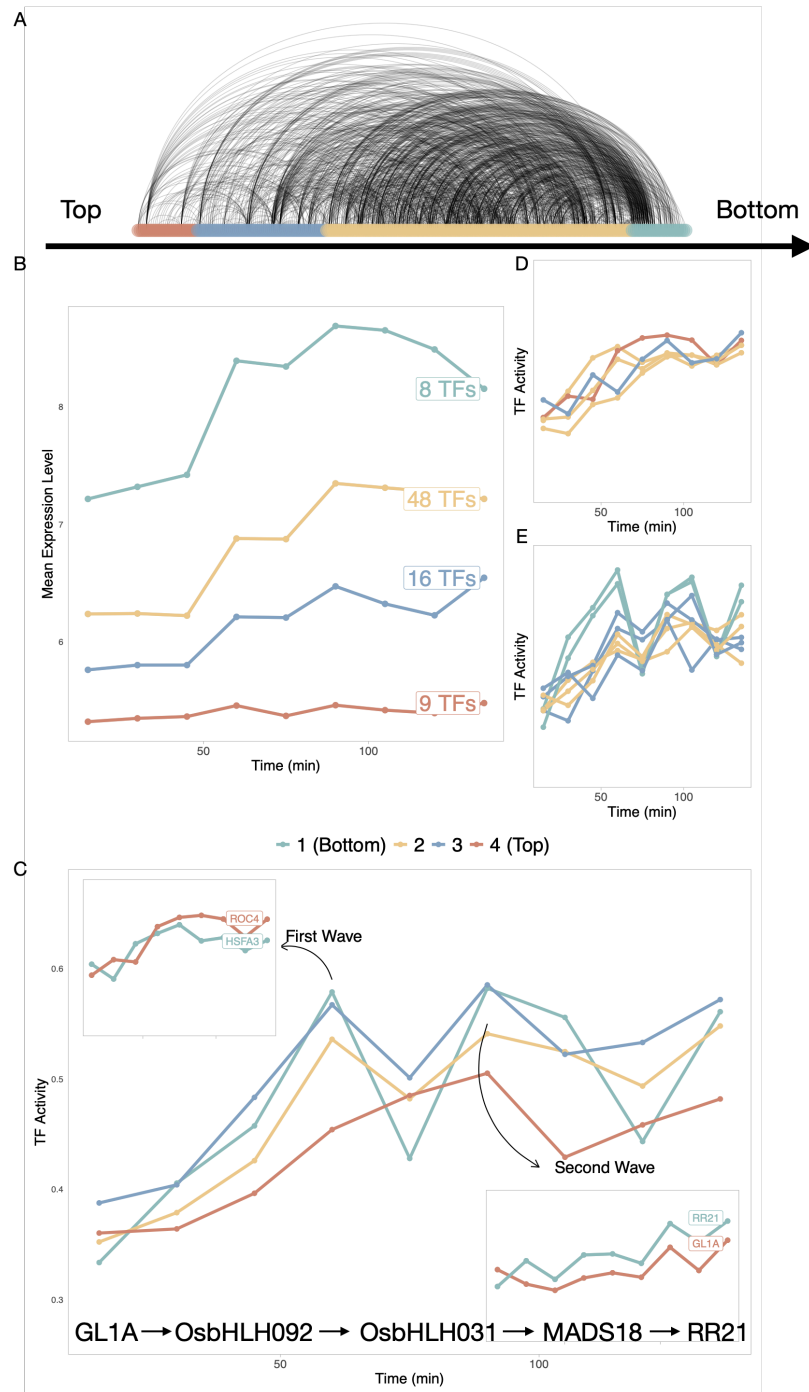 A
Top
Bottom
B
Mean Expression Level
8
7
6
8 TFs
48 TFs
16 TFs
9 TFs
50
100
Time (min)
D
TF Activity
50
100
Time (min)
E
TF Activity
50
100
Time (min)
1 (Bottom)
2
3
4 (Top)
C
TF Activity
0.6
0.5
0.4
0.3
ROC4
HSFA3
First Wave
Second Wave
RR21
GL1A
GL1A → OsbHLH092 → OsbHLH031 → MADS18 → RR21
50
100
Time (min)